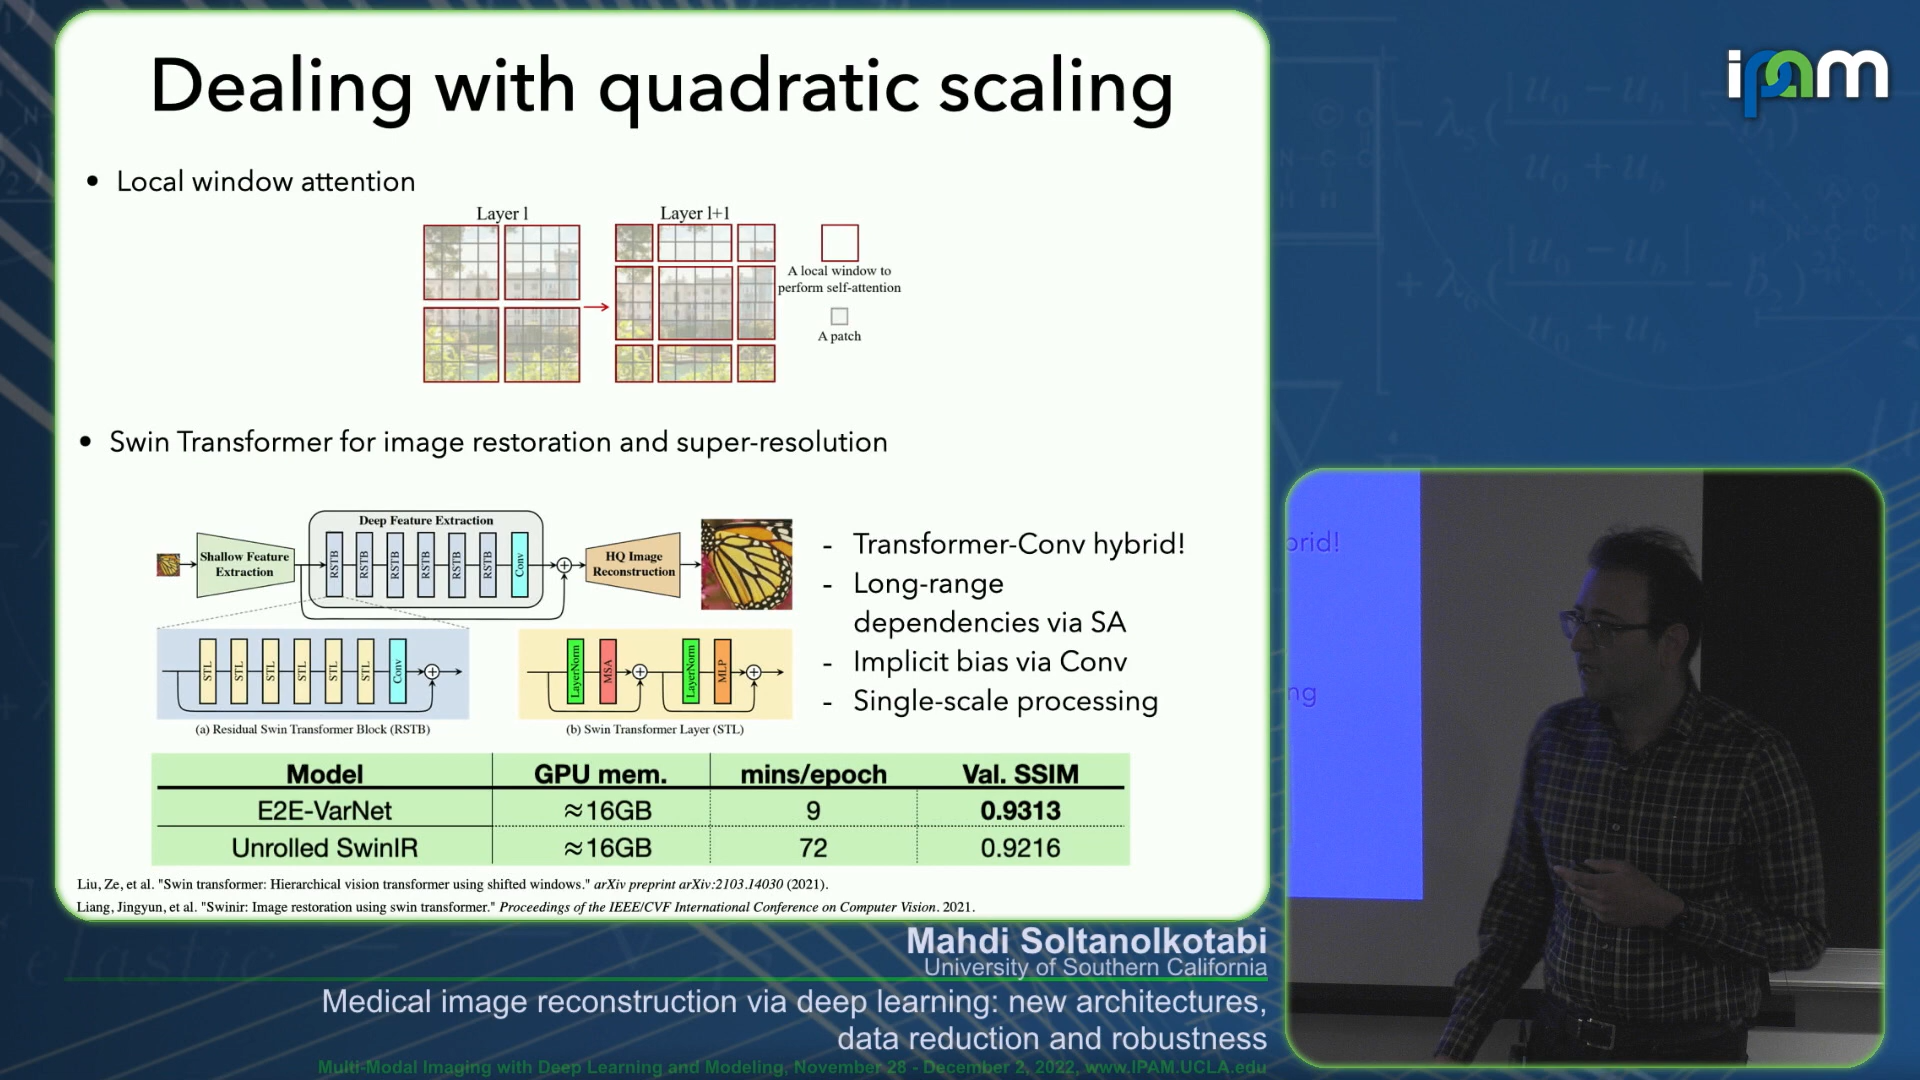 Dealing with quadratic scaling
ipam
• Local window attention
Layer l
Layer l+1
A local window to
perform self-attention
A patch
• Swin Transformer for image restoration and super-resolution
Deep Feature Extraction
Shallow Feature
Extraction
RSTB
RSTB
RSTB
RSTB
RSTB
RSTB
Conv
HQ Image
Reconstruction
STL
STL
STL
STL
STL
STL
Conv
LayerNorm
MSA
LayerNorm
MLP
(a) Residual Swin Transformer Block (RSTB)
(b) Swin Transformer Layer (STL)
- Transformer-Conv hybrid!
- Long-range
dependencies via SA
- Implicit bias via Conv
- Single-scale processing
Model GPU mem. mins/epoch Val. SSIM
E2E-VarNet ≈16GB 9 0.9313
Unrolled SwinIR ≈16GB 72 0.9216
Liu, Ze, et al. "Swin transformer: Hierarchical vision transformer using shifted windows." arXiv preprint arXiv:2103.14030 (2021).
Liang, Jingyun, et al. "Swinir: Image restoration using swin transformer." Proceedings of the IEEE/CVF International Conference on Computer Vision. 2021.
brid!
ng
Mahdi Soltanolkotabi
University of Southern California
Medical image reconstruction via deep learning: new architectures,
data reduction and robustness
Multi-Modal Imaging with Deep Learning and Modeling, November 28 - December 2, 2022, www.IPAM.UCLA.edu